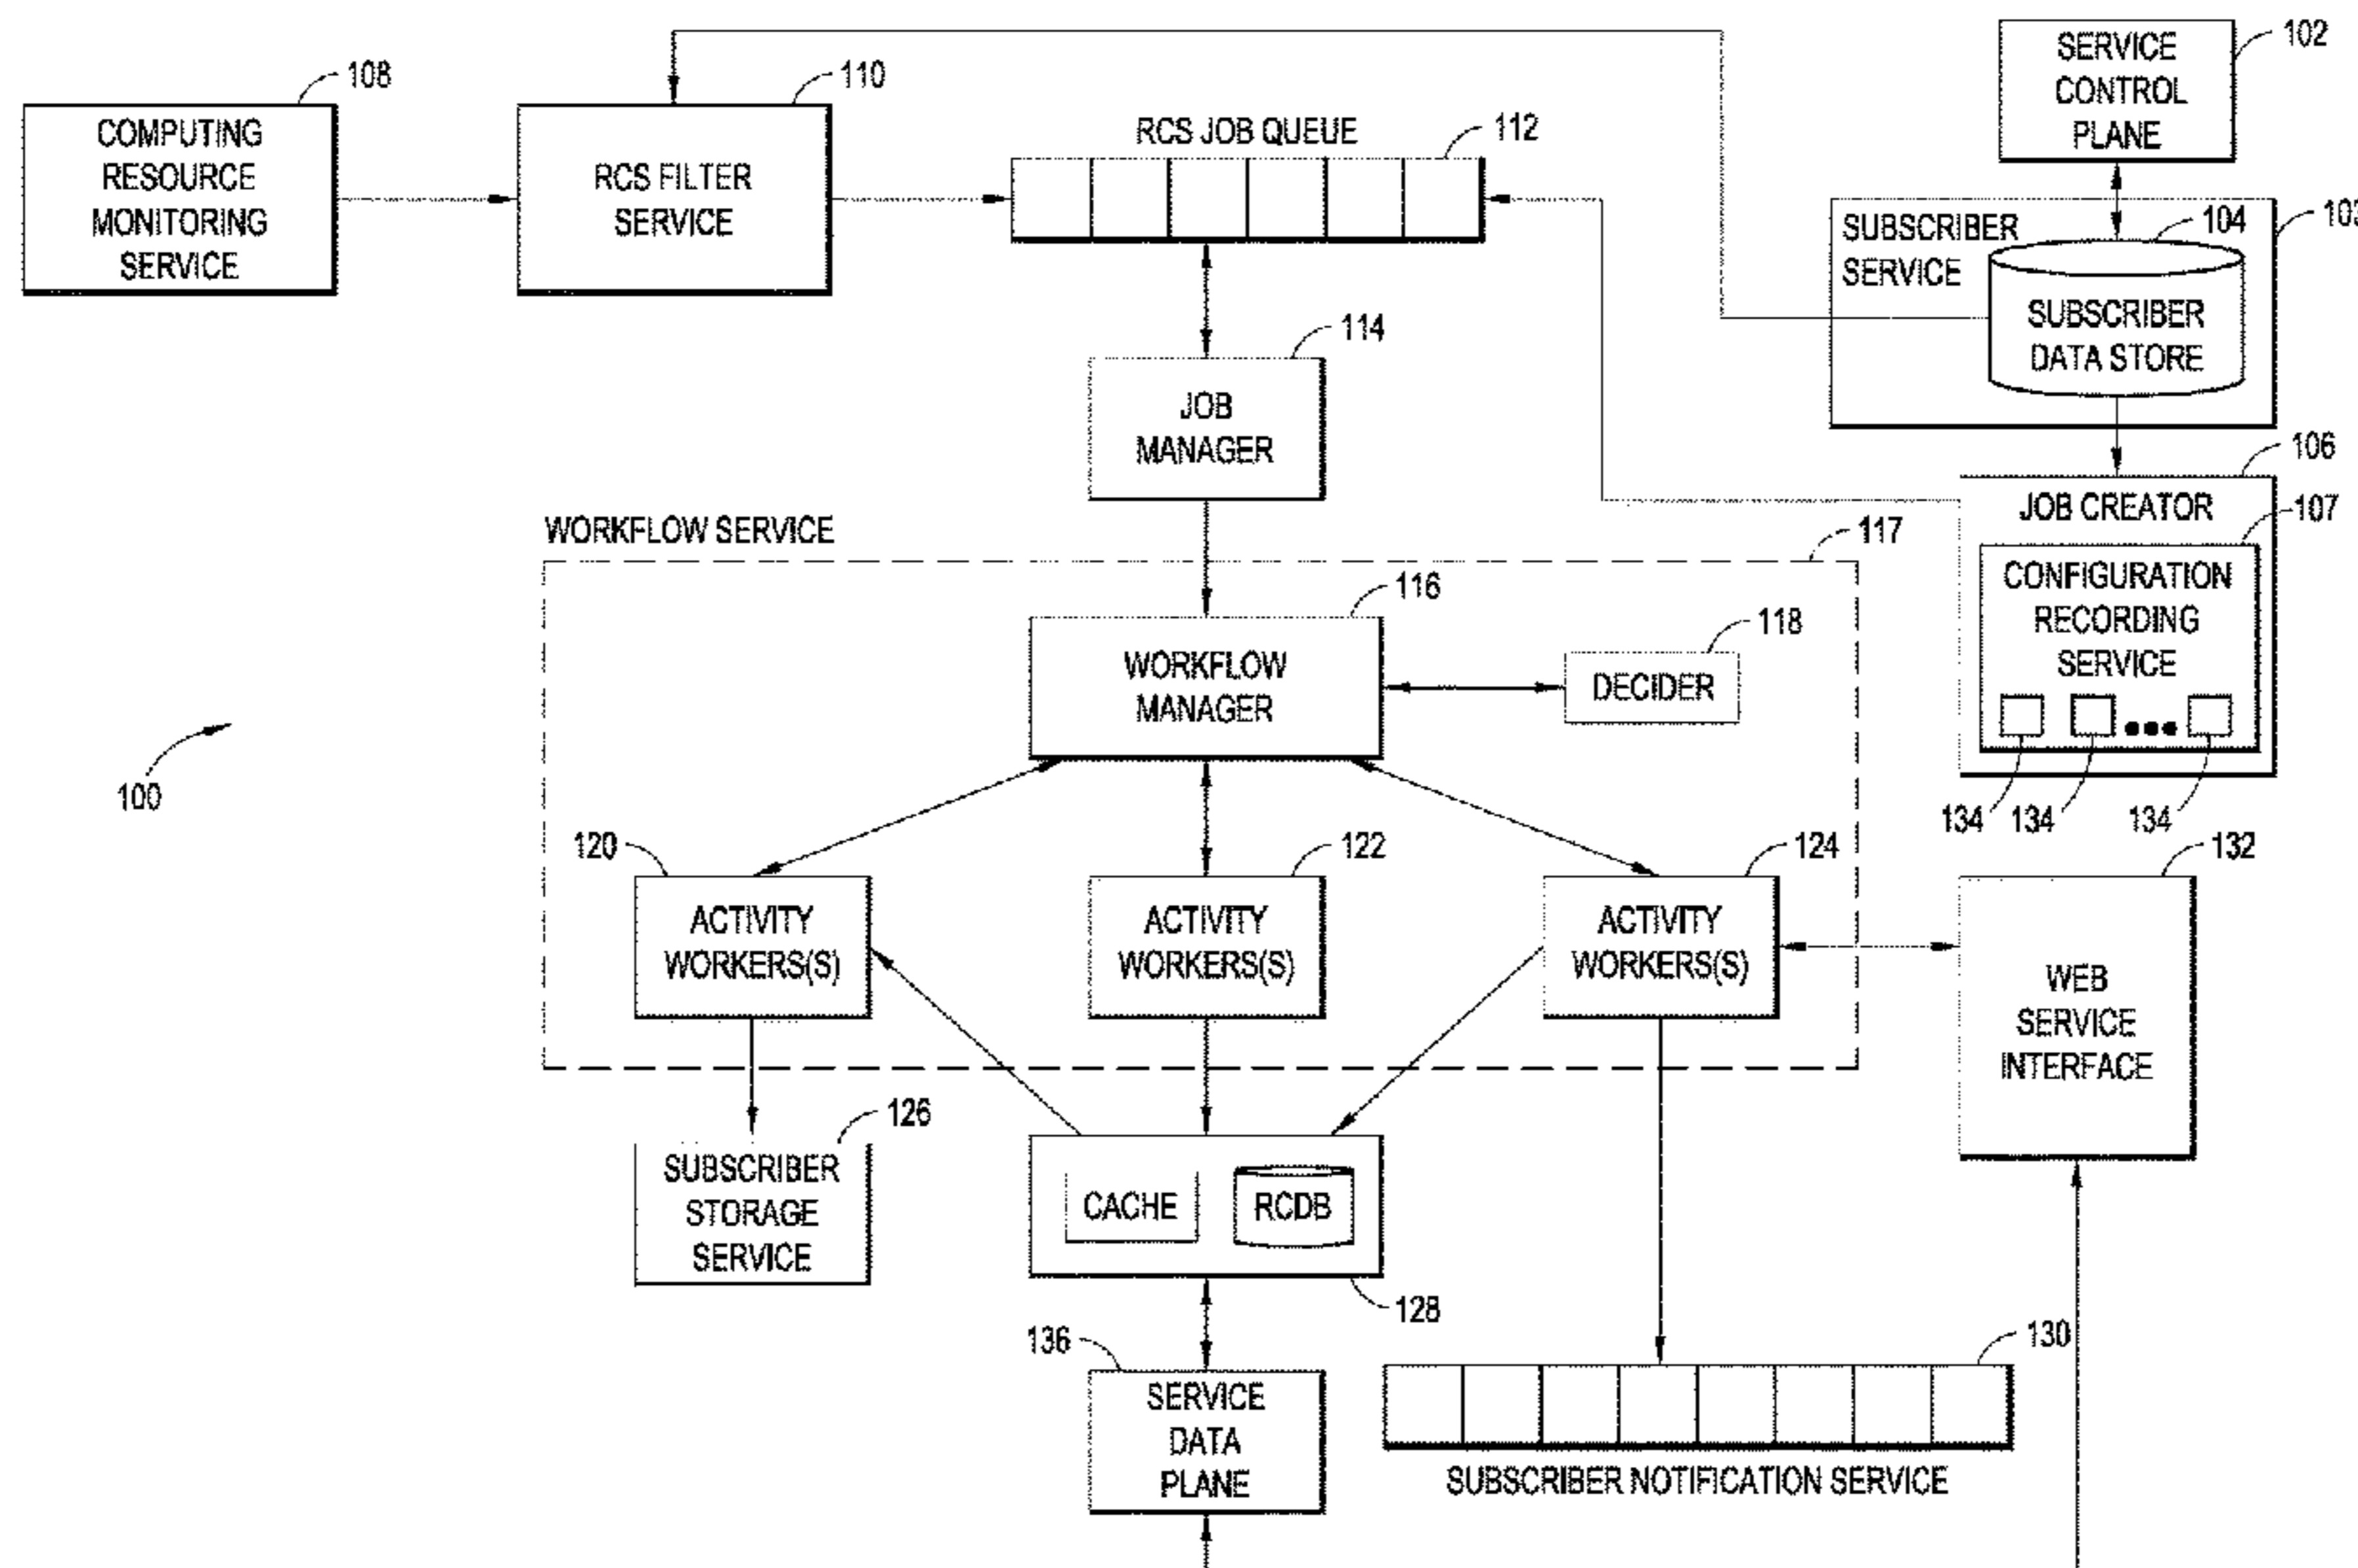 108
COMPUTING
RESOURCE
MONITORING
SERVICE
110
RCS FILTER
SERVICE
RCS JOB QUEUE
112
102
SERVICE
CONTROL
PLANE
103
SUBSCRIBER
SERVICE
104
SUBSCRIBER
DATA STORE
114
JOB
MANAGER
106
JOB CREATOR
107
CONFIGURATION
RECORDING
SERVICE
134
134
134
WORKFLOW SERVICE
117
116
WORKFLOW
MANAGER
118
DECIDER
100
120
ACTIVITY
WORKERS(S)
122
ACTIVITY
WORKERS(S)
124
ACTIVITY
WORKERS(S)
132
WEB
SERVICE
INTERFACE
126
SUBSCRIBER
STORAGE
SERVICE
CACHE
RCDB
128
136
SERVICE
DATA
PLANE
130
SUBSCRIBER NOTIFICATION SERVICE